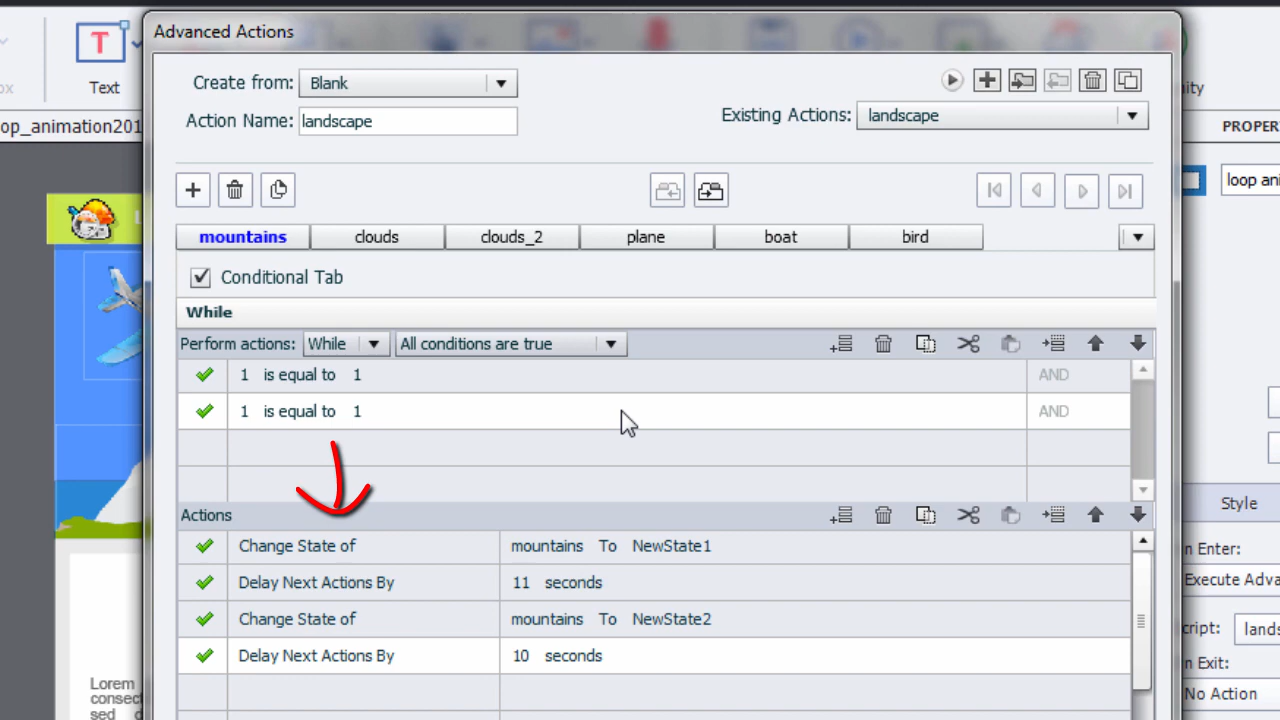 Advanced Actions
Text
Create from: Blank
Action Name: landscape
Existing Actions: landscape
op_animation201
PROPER
loop ani
mountains clouds clouds_2 plane boat bird
Conditional Tab
While
Perform actions: While All conditions are true
1 is equal to 1 AND
1 is equal to 1 AND
Actions
Style
Change State of mountains To NewState1
n Enter:
Delay Next Actions By 11 seconds
Execute Adva
Change State of mountains To NewState2
cript: lands
Delay Next Actions By 10 seconds
n Exit:
No Action
Lorem
consect
sed d